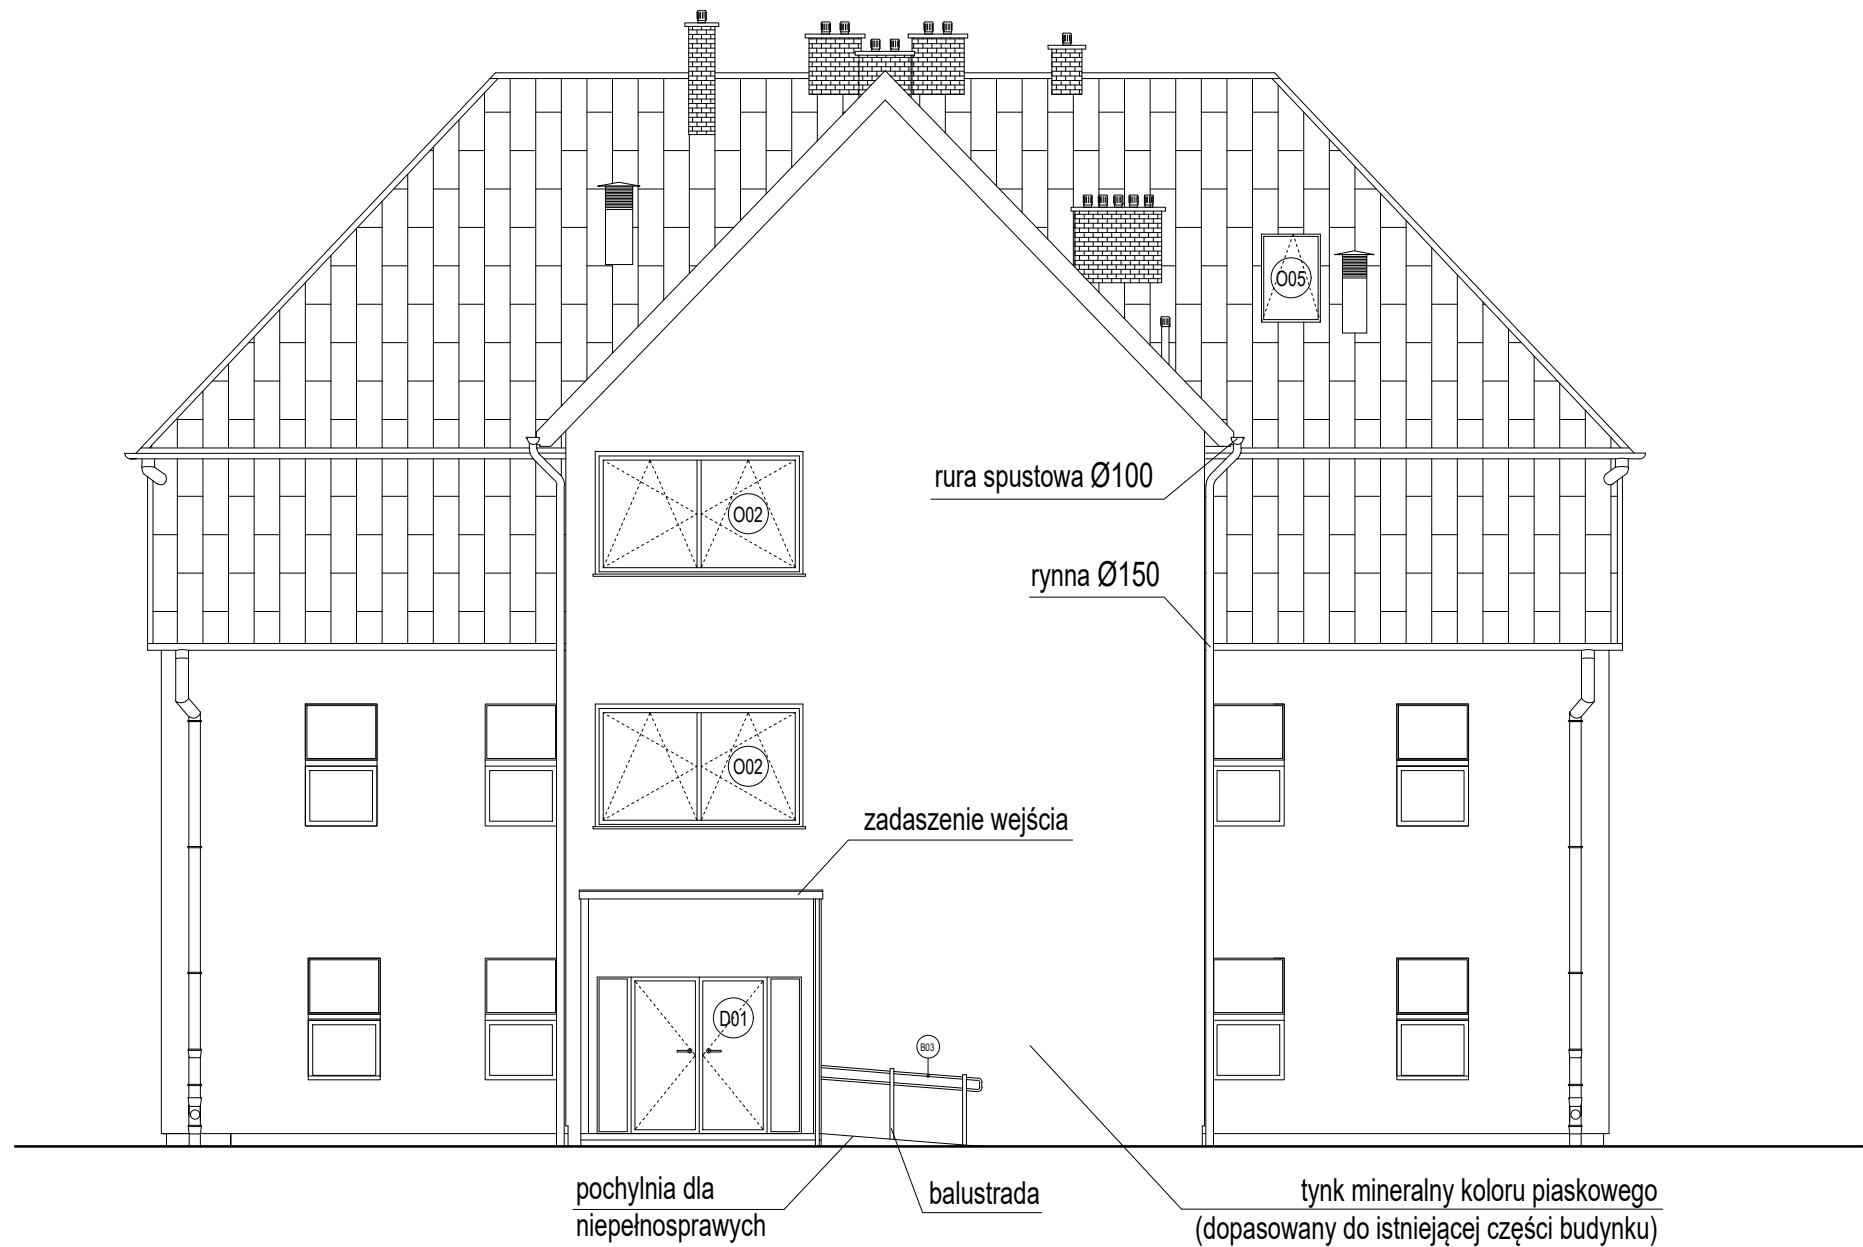 O05
rura spustowa Ø100
O02
rynna Ø150
O02
zadaszenie wejścia
D01
B03
pochylnia dla
niepełnosprawych
balustrada
tynk mineralny koloru piaskowego
(dopasowany do istniejącej części budynku)